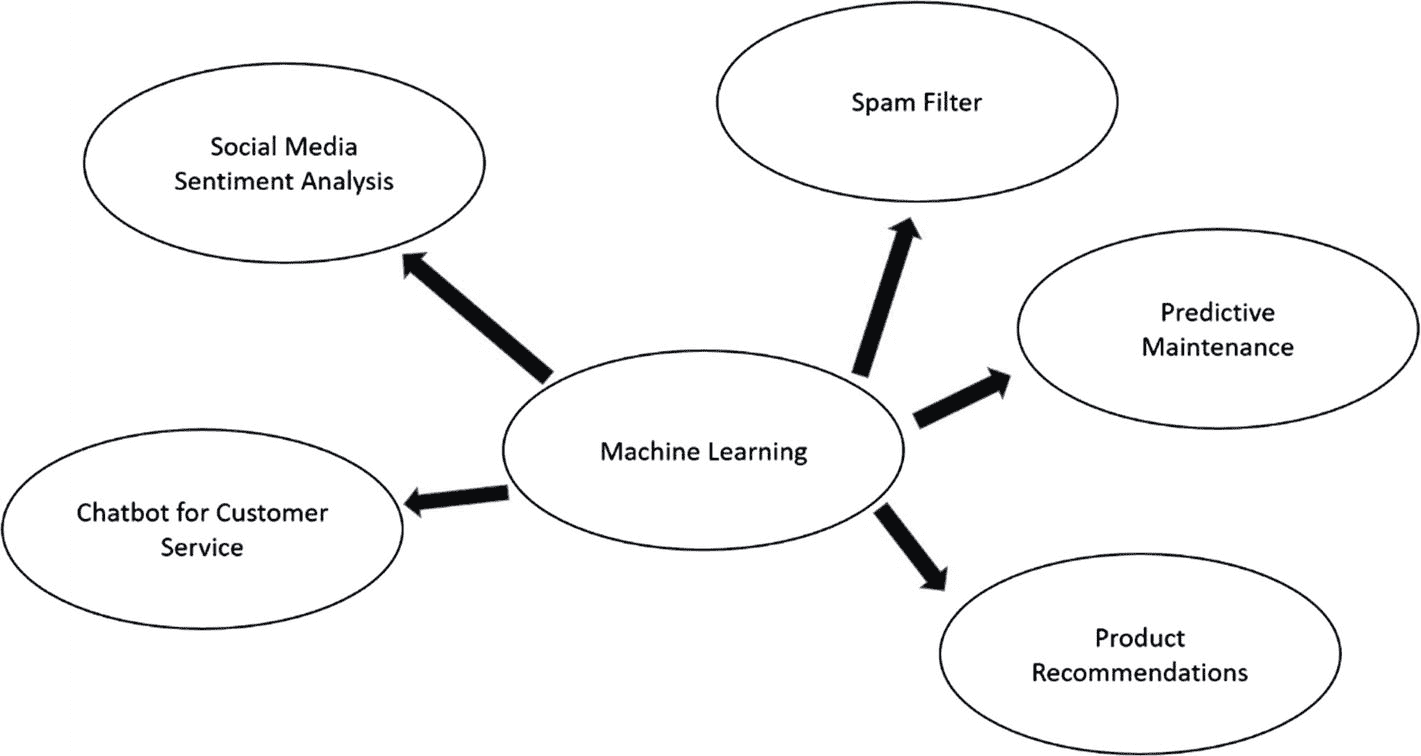 Social Media
Sentiment Analysis
Spam Filter
Predictive
Maintenance
Machine Learning
Chatbot for Customer
Service
Product
Recommendations